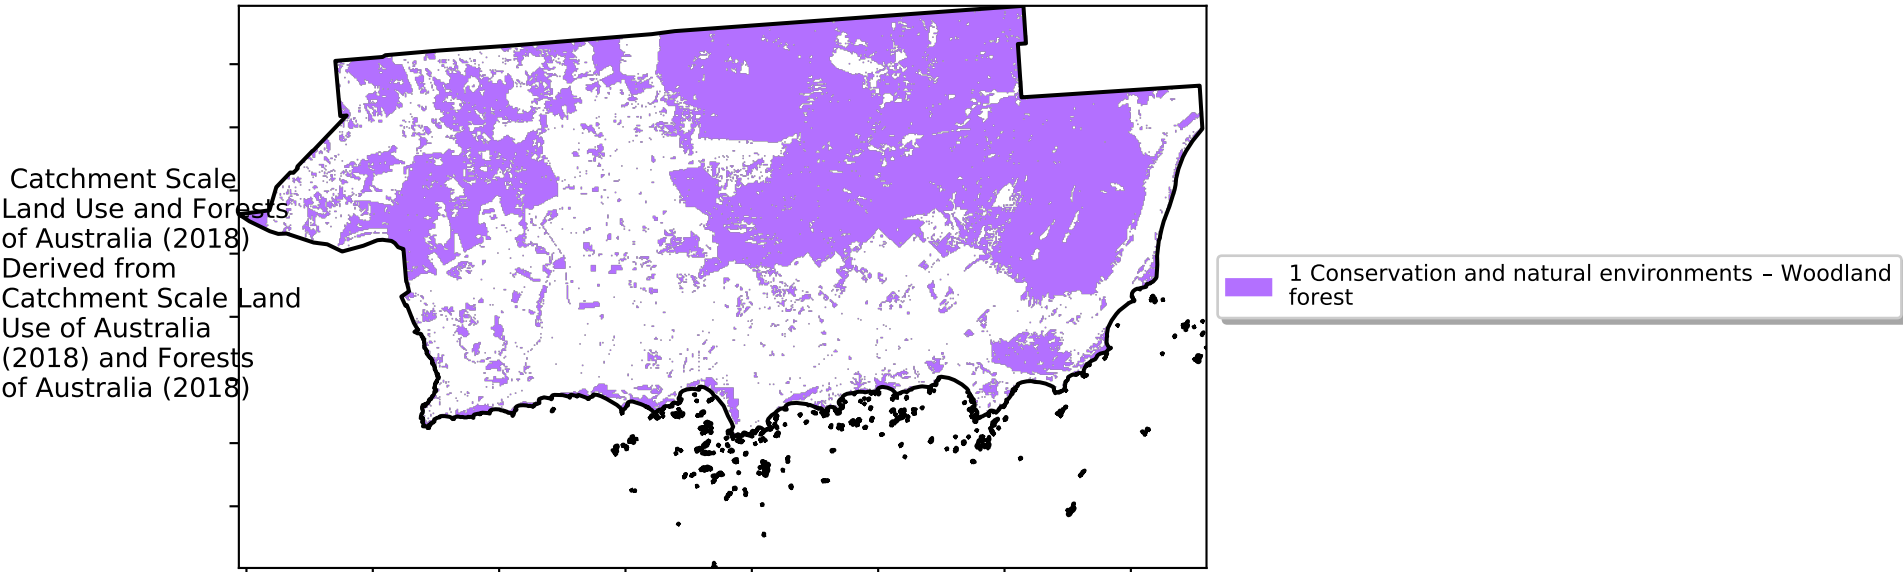 Catchment Scale
Land Use and Forests
of Australia (2018)
Derived from
Catchment Scale Land
Use of Australia
(2018) and Forests
of Australia (2018)
1 Conservation and natural environments – Woodland
forest